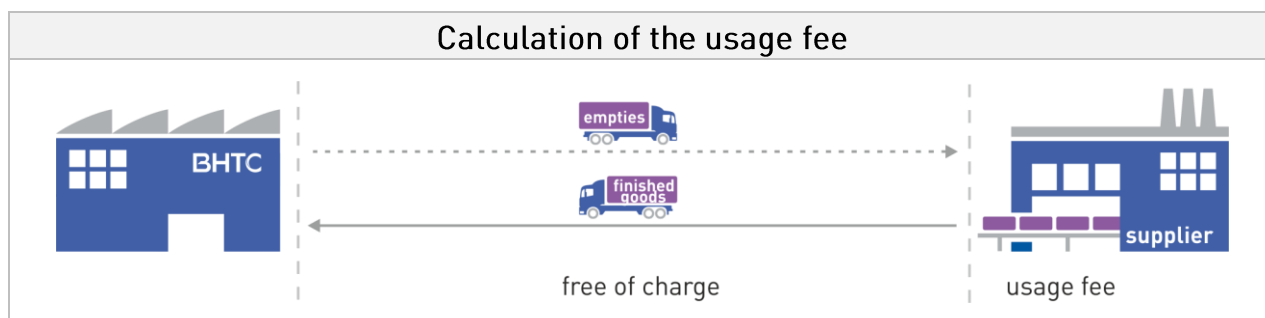 Calculation of the usage fee
empties
BHTC
finished
goods
supplier
free of charge
usage fee